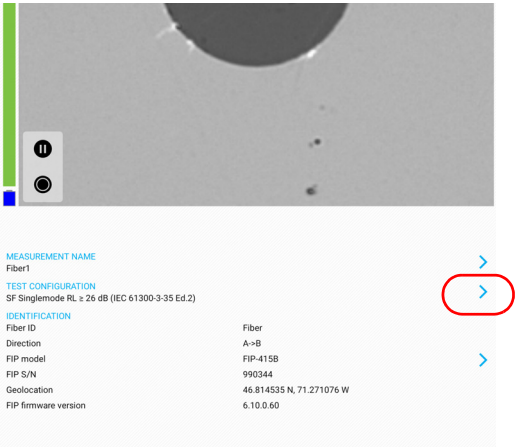 MEASUREMENT NAME
Fiber1
TEST CONFIGURATION
SF Singlemode RL ≥ 26 dB (IEC 61300-3-35 Ed.2)
IDENTIFICATION
Fiber ID Fiber
Direction A->B
FIP model FIP-415B
FIP S/N 990344
Geolocation 46.814535 N, 71.271076 W
FIP firmware version 6.10.0.60